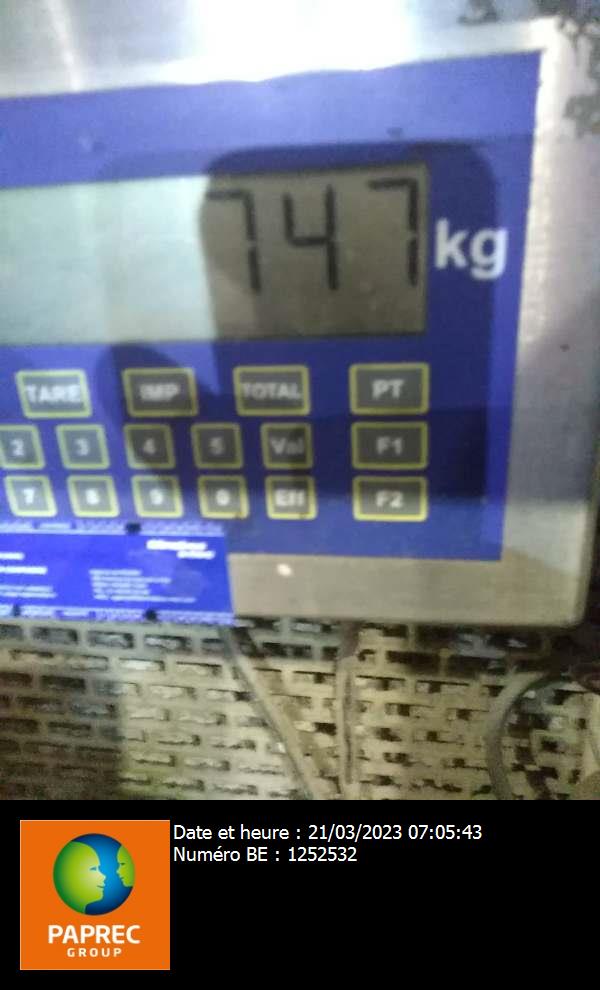 747 kg
TARE IMP TOTAL PT
2 3 4 5 Val F1
7 8 9 0 Eff F2
Date et heure : 21/03/2023 07:05:43
Numéro BE : 1252532
PAPREC
GROUP